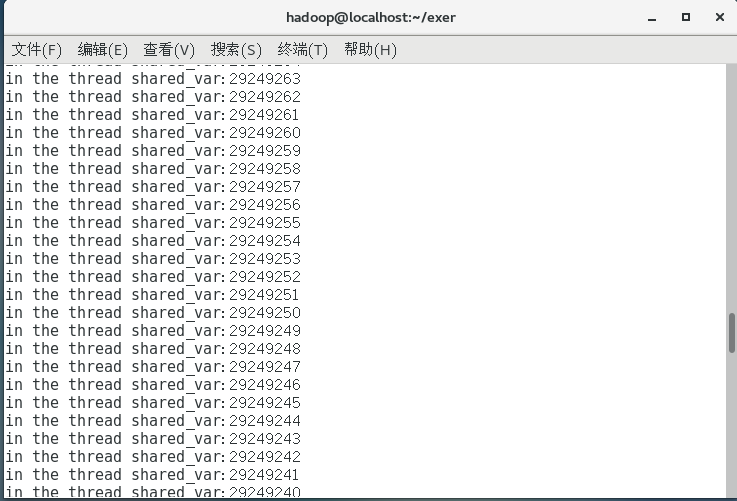 hadoop@localhost:~/exer
文件(F) 编辑(E) 查看(V) 搜索(S) 终端(T) 帮助(H)
in the thread shared_var:29249263
in the thread shared_var:29249262
in the thread shared_var:29249261
in the thread shared_var:29249260
in the thread shared_var:29249259
in the thread shared_var:29249258
in the thread shared_var:29249257
in the thread shared_var:29249256
in the thread shared_var:29249255
in the thread shared_var:29249254
in the thread shared_var:29249253
in the thread shared_var:29249252
in the thread shared_var:29249251
in the thread shared_var:29249250
in the thread shared_var:29249249
in the thread shared_var:29249248
in the thread shared_var:29249247
in the thread shared_var:29249246
in the thread shared_var:29249245
in the thread shared_var:29249244
in the thread shared_var:29249243
in the thread shared_var:29249242
in the thread shared_var:29249241
in the thread shared_var:29249240